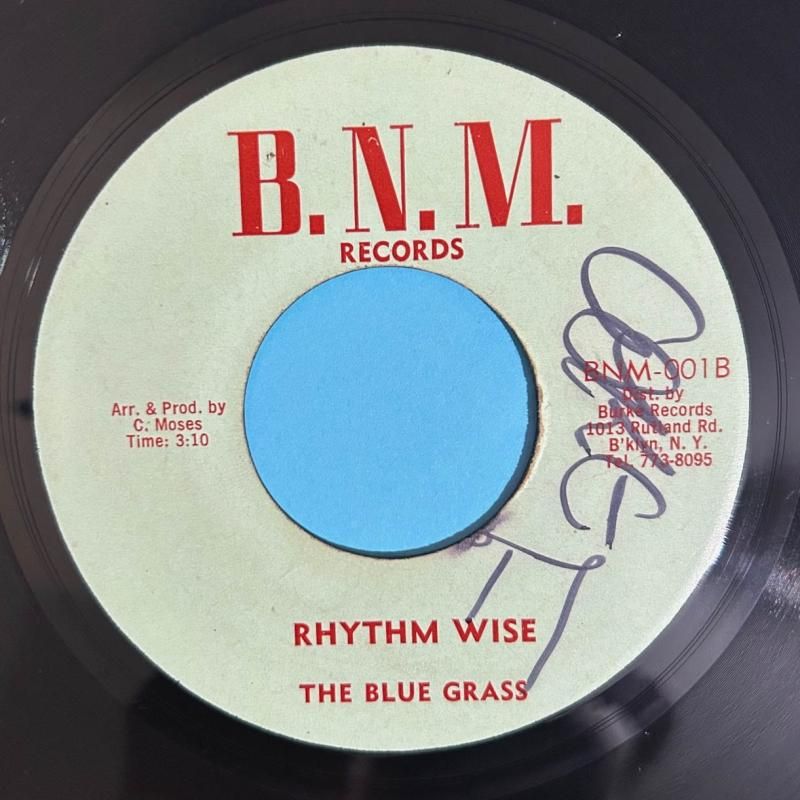 B.N.M.
RECORDS
Arr. & Prod. by
C. Moses
Time: 3:10
BNM-001B
Dist. by
Burke Records
1013 Rutland Rd.
B'klyn, N. Y.
Tel. 773-8095
RHYTHM WISE
THE BLUE GRASS